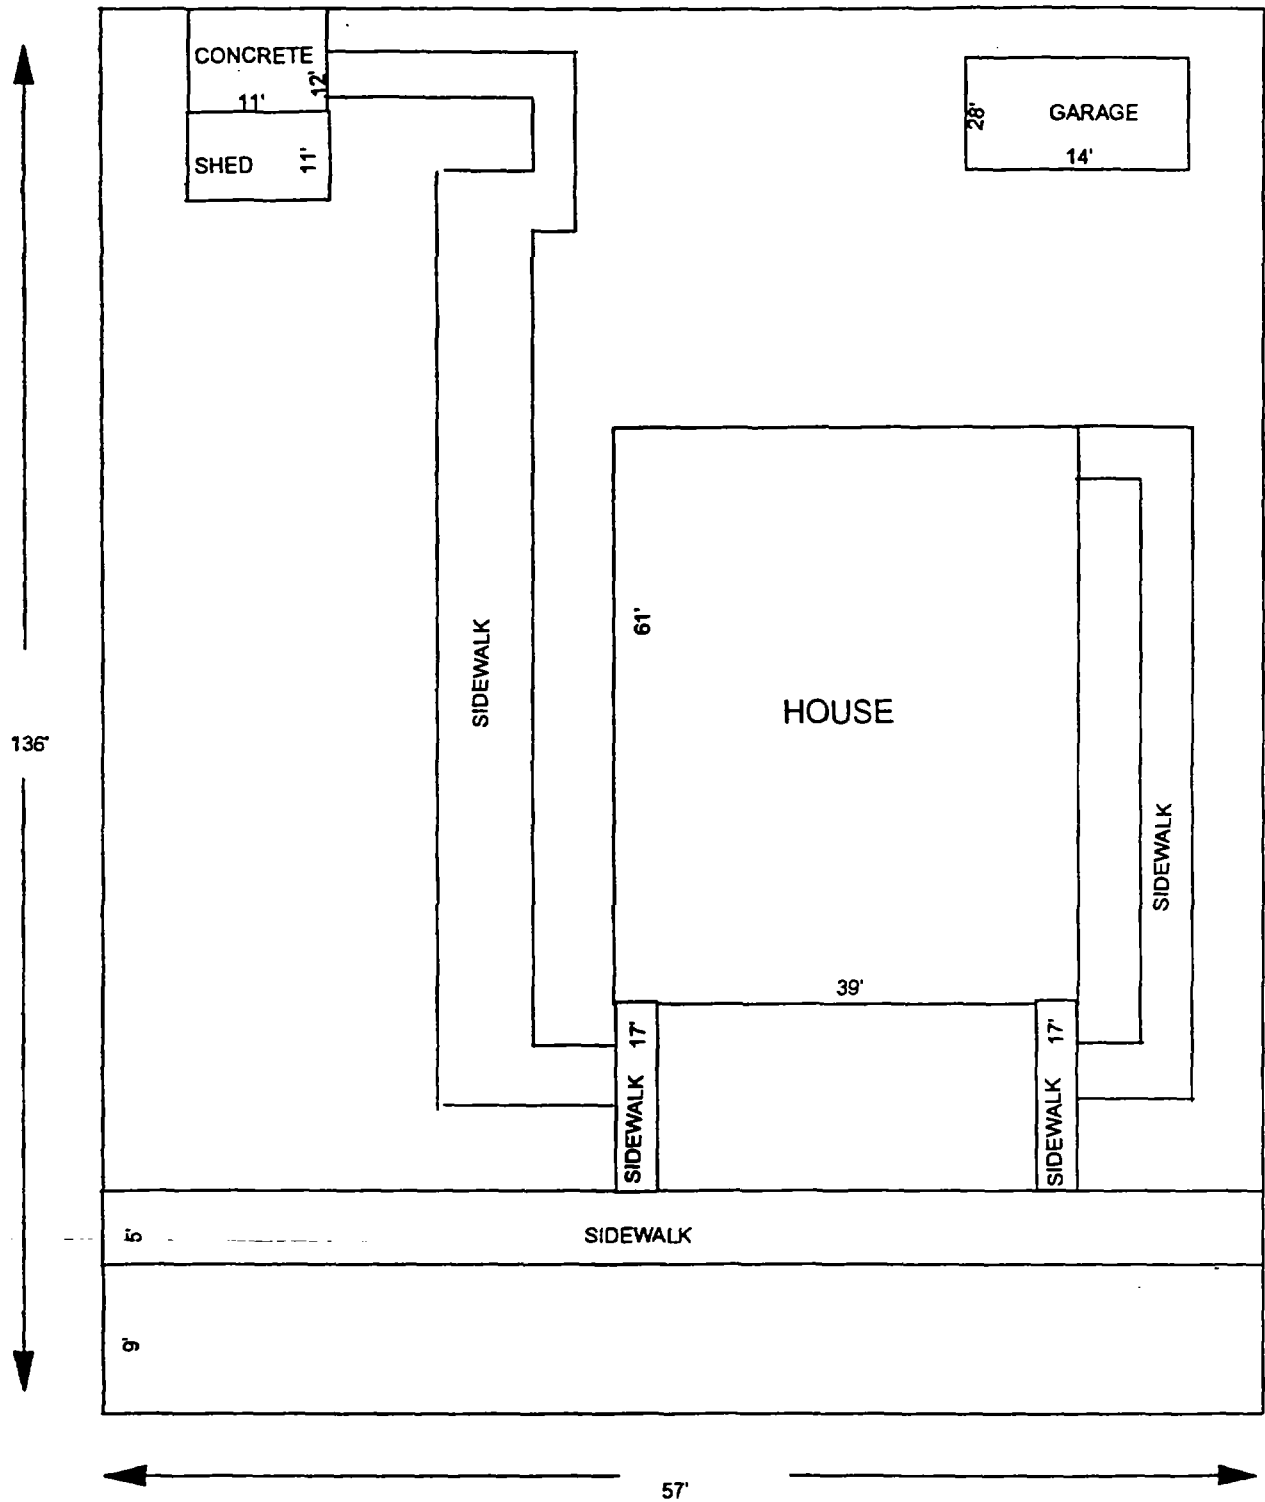 CONCRETE
12'
11'
SHED
11'
28'
GARAGE
14'
SIDEWALK
61'
HOUSE
136'
SIDEWALK
39'
17'
SIDEWALK
17'
SIDEWALK
5'
SIDEWALK
9'
57'